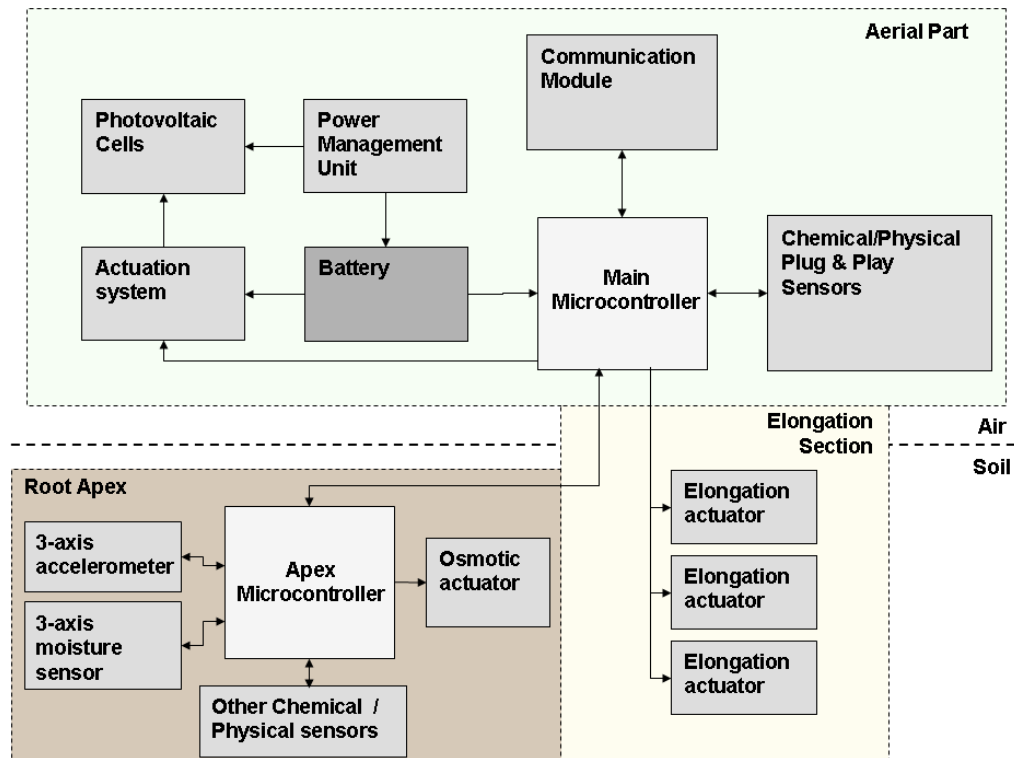 Aerial Part
Communication
Module
Photovoltaic
Cells
Power
Management
Unit
Actuation
system
Battery
Main
Microcontroller
Chemical/Physical
Plug & Play
Sensors
Elongation
Section
Air
Soil
Root Apex
3-axis
accelerometer
3-axis
moisture
sensor
Apex
Microcontroller
Osmotic
actuator
Other Chemical /
Physical sensors
Elongation
actuator
Elongation
actuator
Elongation
actuator